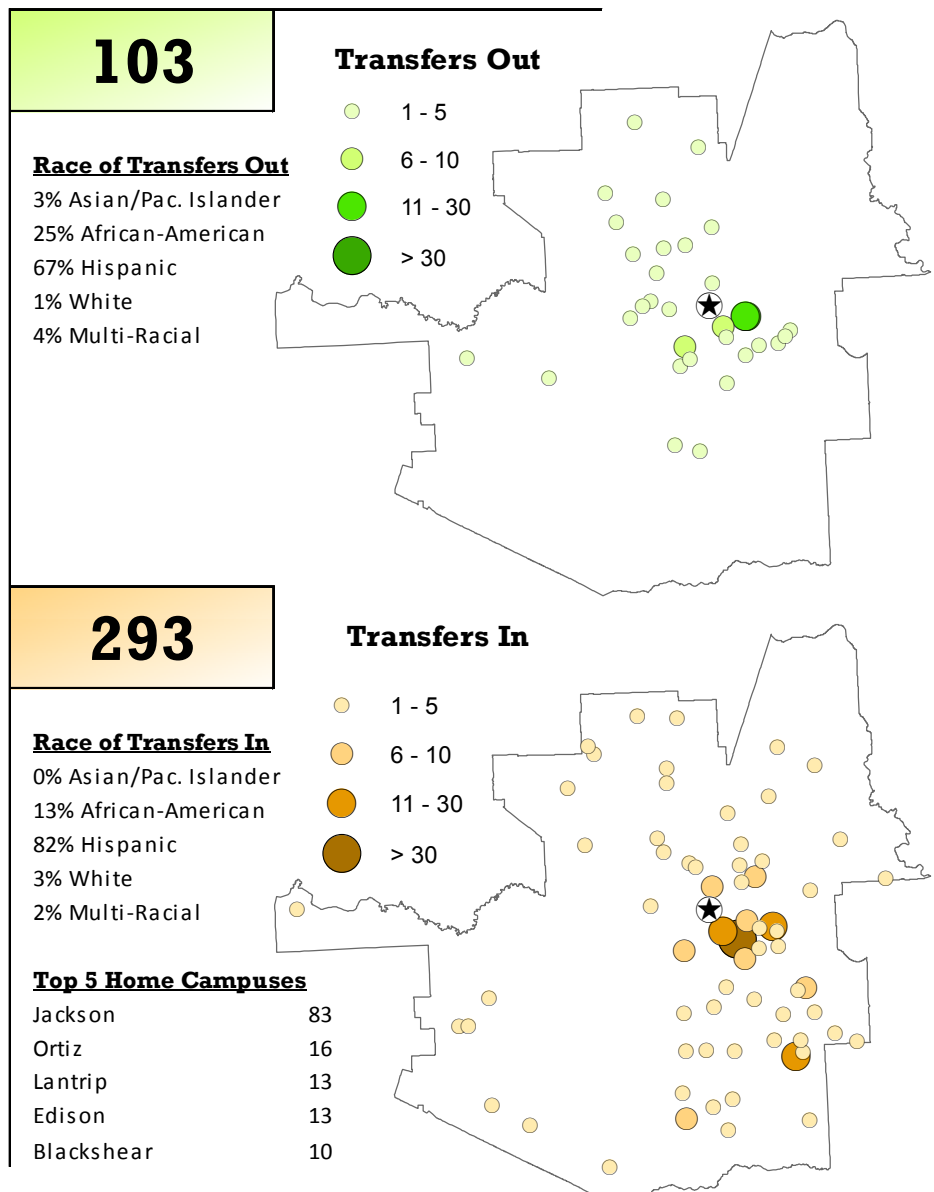 103
Transfers Out
1 - 5
6 - 10
11 - 30
> 30
Race of Transfers Out
3% Asian/Pac. Islander
25% African-American
67% Hispanic
1% White
4% Multi-Racial
293
Transfers In
1 - 5
6 - 10
11 - 30
> 30
Race of Transfers In
0% Asian/Pac. Islander
13% African-American
82% Hispanic
3% White
2% Multi-Racial
Top 5 Home Campuses
Jackson 83
Ortiz 16
Lantrip 13
Edison 13
Blackshear 10